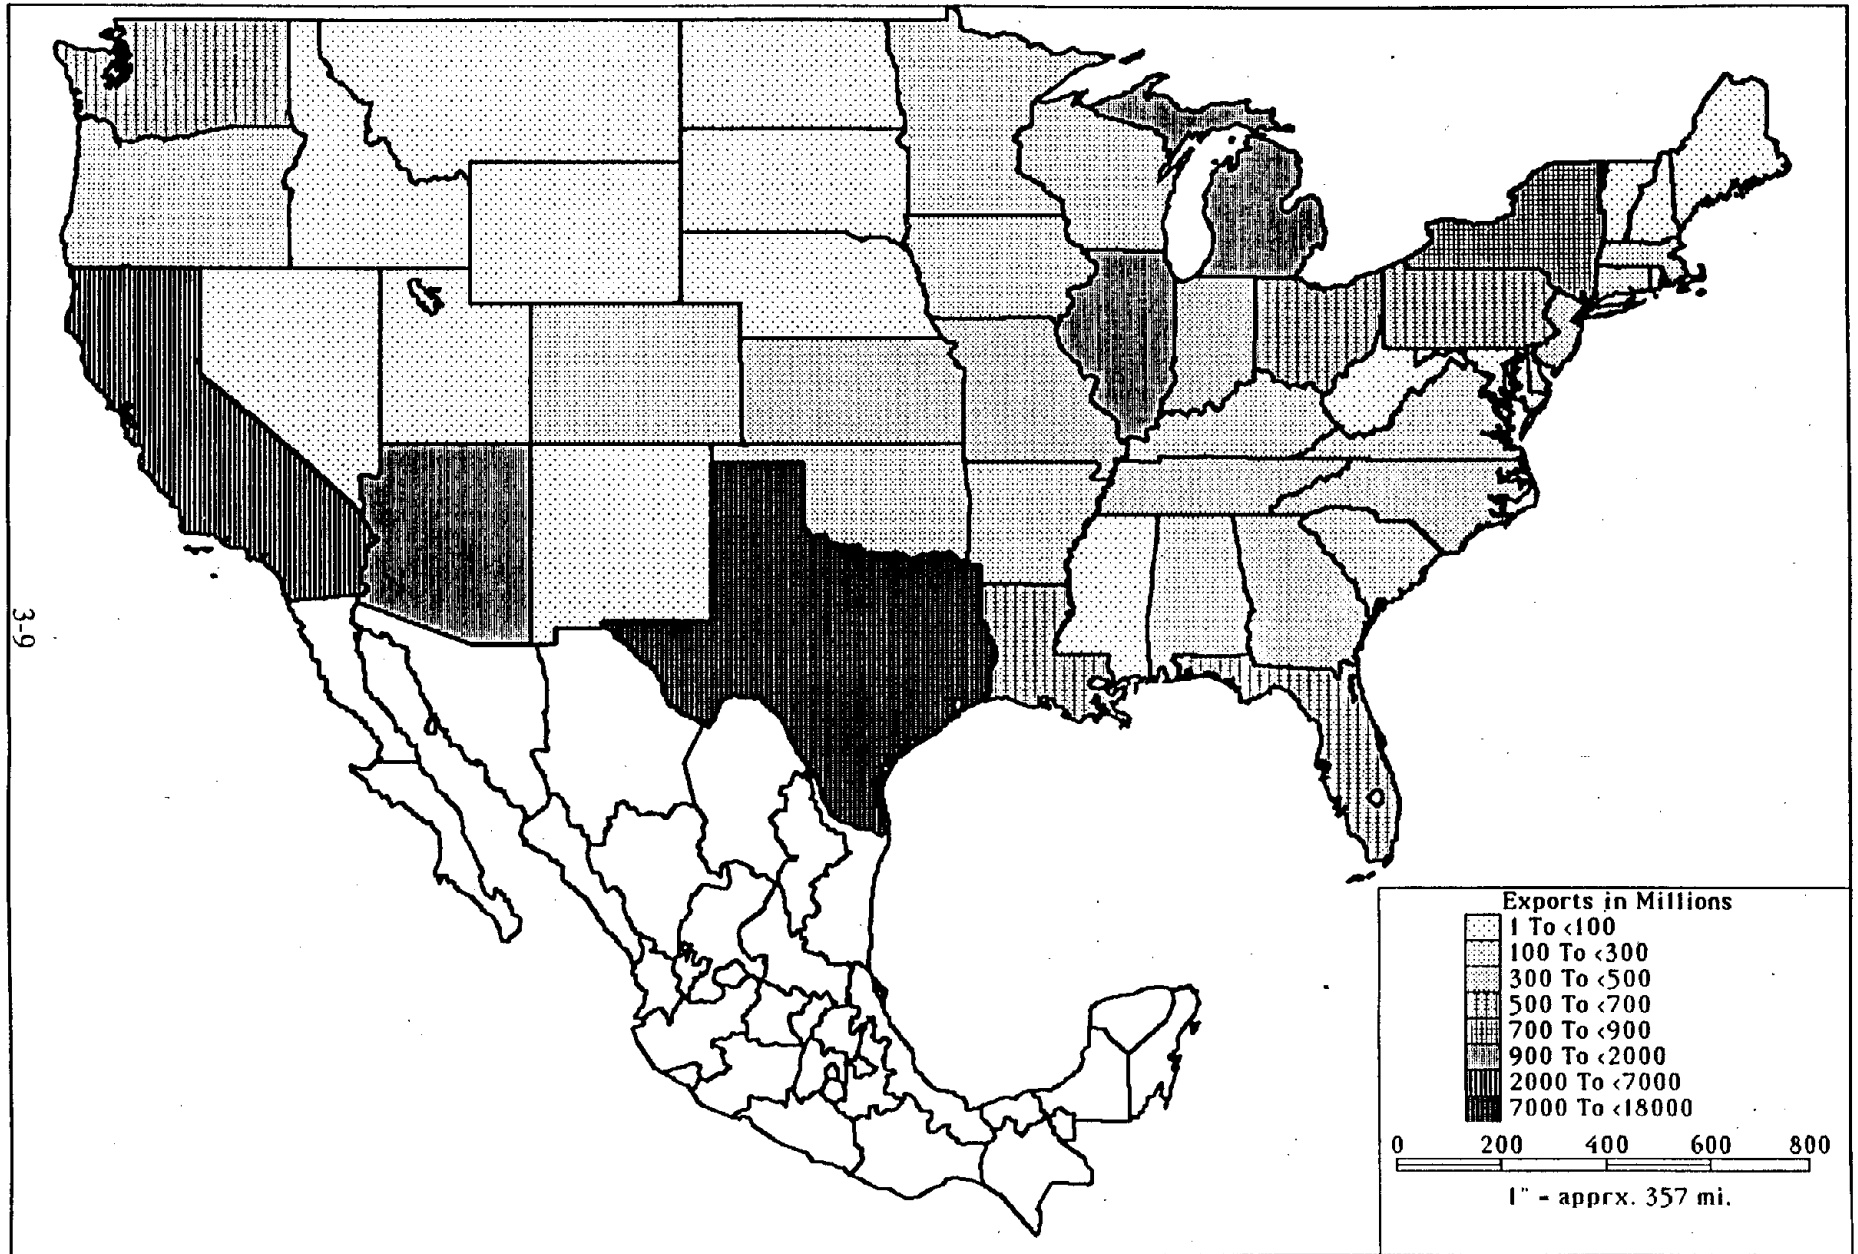 3-9
Exports in Millions
1 To <100
100 To <300
300 To <500
500 To <700
700 To <900
900 To <2000
2000 To <7000
7000 To <18000
0 200 400 600 800
1" - apprx. 357 mi.